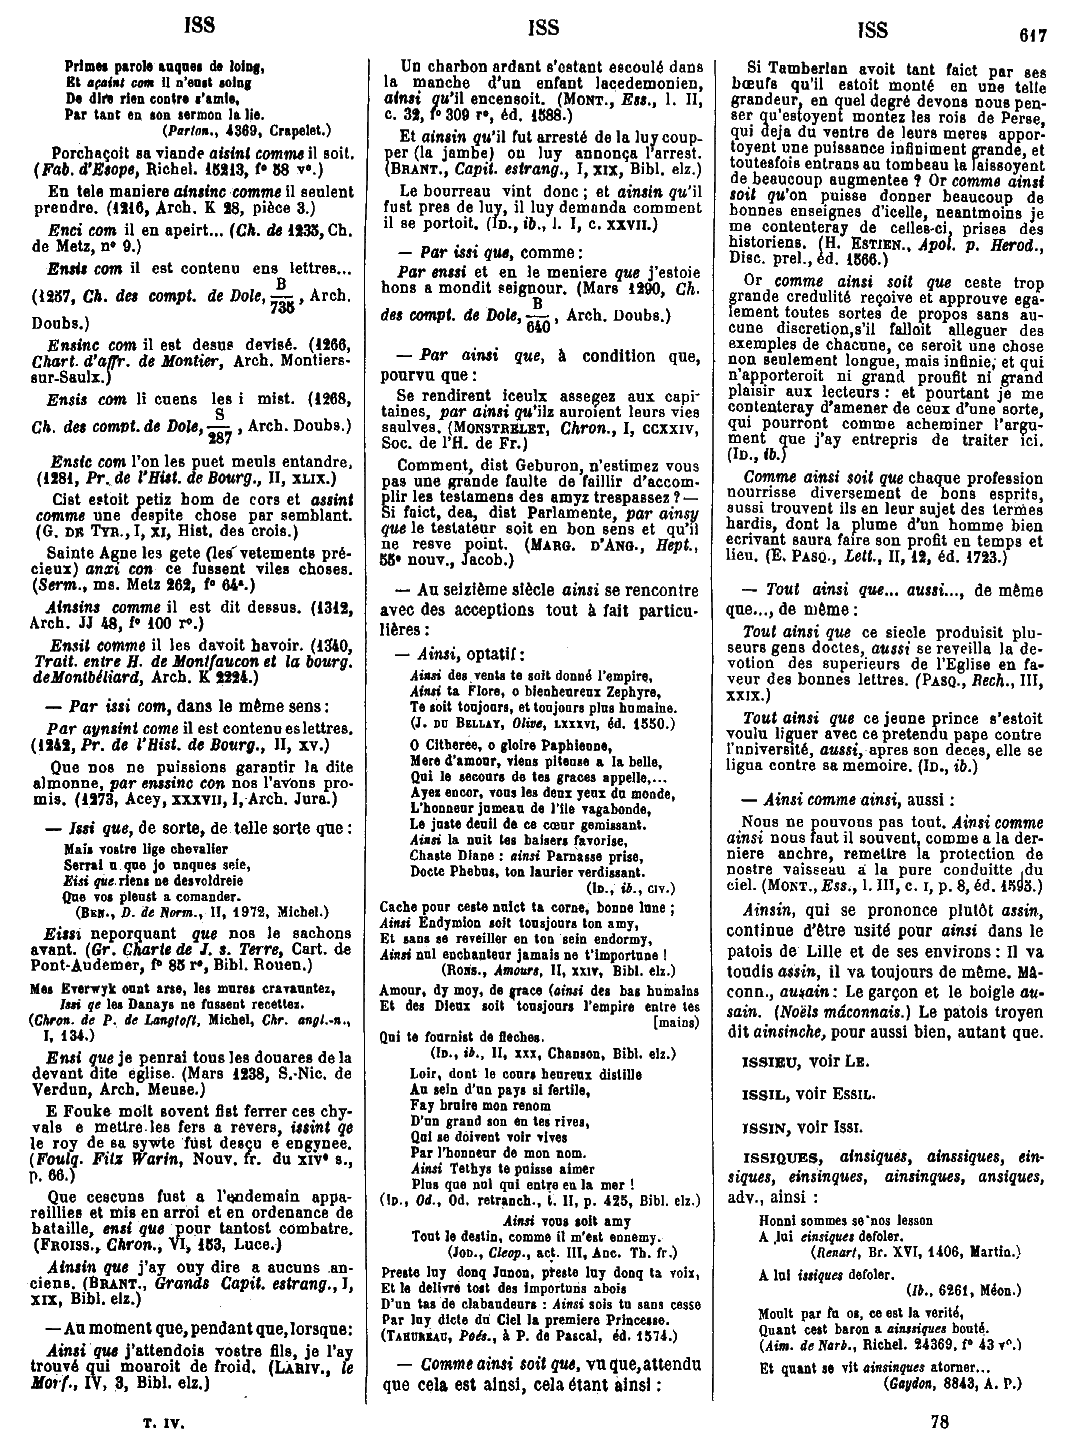 ISS
ISS
ISS
617
Primes parole auques de loing,
Et açaint com il n'eust soing
De dire rien contre s'amie,
Par tant en son sermon la lie.
(Parton., 4369, Crapelet.)
Porchaçoit sa viande aisini comme il soit.
(Fab. d'Esope, Richel. 15213, f° 58 v°.)
En tele maniere ainsinc comme il seulent
prendre. (1216, Arch. K 28, pièce 3.)
Enci com il en apeirt... (Ch. de 1235, Ch.
de Metz, n° 9.)
Ensis com il est contenu ens lettres...
(1257, Ch. des compt. de Dole, B/735, Arch.
Doubs.)
Ensinc com il est desus devisé. (1266,
Chart. d'affr. de Montier, Arch. Montiers-
sur-Saulx.)
Ensis com li cuens les i mist. (1268,
Ch. des compt. de Dole, S/287, Arch. Doubs.)
Ensic com l'on les puet meuls entandre.
(1281, Pr. de l'Hist. de Bourg., II, XLIX.)
Cist estoit petiz hom de cors et assint
comme une despite chose par semblant.
(G. DE TYR., I, XI, Hist. des crois.)
Sainte Agne les gete (les vetements pré-
cieux) anxi con ce fussent viles choses.
(Serm., ms. Metz 262, f° 64ª.)
Ainsins comme il est dit dessus. (1312,
Arch. JJ 48, f° 100 r°.)
Ensit comme il les davoit havoir. (1340,
Trait. entre H. de Montfaucon et la bourg.
de Montbéliard, Arch. K 2224.)
— Par issi com, dans le même sens :
Par aynsint come il est contenu es lettres.
(1242, Pr. de l'Hist. de Bourg., II, XV.)
Que nos ne puissions garantir la dite
almonne, par enssinc con nos l'avons pro-
mis. (1273, Acey, XXXVII, I, Arch. Jura.)
— Issi que, de sorte, de telle sorte que :
Mais vostre lige chevalier
Serrai u que jo unques seie,
Eisi que riens ne desvoldreie
Que vos pleust a comander.
(BEN., D. de Norm., II, 1972, Michel.)
Eissi neporquant que nos le sachons
avant. (Gr. Charte de J. s. Terre, Cart. de
Pont-Audemer, f° 85 r°, Bibl. Rouen.)
Mes Everwyk ount arse, les mures cravauntez,
Issi qe les Danays ne fussent recettez.
(Chron. de P. de Langtoft, Michel, Chr. angl.-n.,
I, 134.)
Ensi que je penrai tous les douares de la
devant dite eglise. (Mars 1238, S.-Nic. de
Verdun, Arch. Meuse.)
E Fouke molt sovent fist ferrer ces chy-
vals e mettre les fers a revers, issint qe
le roy de sa sywte fust desçu e engynee.
(Foulq. Fitz Warin, Nouv. fr. du XIVᵉ s.,
p. 66.)
Que cescuns fust a l'endemain appa-
reillies et mis en arroi et en ordenance de
bataille, ensi que pour tantost combatre.
(FROISS., Chron., VI, 153, Luce.)
Ainsin que j'ay ouy dire a aucuns an-
ciens. (BRANT., Grands Capit. estrang., I,
XIX, Bibl. elz.)
— Au moment que, pendant que, lorsque:
Ainsi que j'attendois vostre fils, je l'ay
trouvé qui mouroit de froid. (LARIV., le
Morf., IV, 3, Bibl. elz.)
T. IV.
Un charbon ardant s'estant escoulé dans
la manche d'un enfant lacedemonien,
ainsi qu'il encensoit. (MONT., Ess., l. II,
c. 32, f° 309 r°, éd. 1588.)
Et ainsin qu'il fut arresté de la luy coup-
per (la jambe) on luy annonça l'arrest.
(BRANT., Capit. estrang., I, XIX, Bibl. elz.)
Le bourreau vint donc ; et ainsin qu'il
fust pres de luy, il luy demanda comment
il se portoit. (ID., ib., l. I, c. XXVII.)
— Par issi que, comme :
Par enssi et en le meniere que j'estoie
hons a mondit seignour. (Mars 1290, Ch.
des compt. de Dole, B/640, Arch. Doubs.)
— Par ainsi que, à condition que,
pourvu que :
Se rendirent iceulx assegez aux capi-
taines, par ainsi qu'ilz auroient leurs vies
saulves. (MONSTRELET, Chron., I, CCXXIV,
Soc. de l'H. de Fr.)
Comment, dist Geburon, n'estimez vous
pas une grande faulte de faillir d'accom-
plir les testamens des amyz trespassez ? —
Si faict, dea, dist Parlamente, par ainsy
que le testateur soit en bon sens et qu'il
ne resve point. (MARG. D'ANG., Hept.,
55ᵉ nouv., Jacob.)
— Au seizième siècle ainsi se rencontre
avec des acceptions tout à fait particu-
lières :
— Ainsi, optatif :
Ainsi des vents te soit donné l'empire,
Ainsi ta Flore, o bienheureux Zephyre,
Te soit toujours, et toujours plus humaine.
(J. DU BELLAY, Olive, LXXXVI, éd. 1550.)
O Citheree, o gloire Paphienne,
Mere d'amour, viens piteuse a la belle,
Qui le secours de tes graces appelle,...
Ayez encor, vous les deux yeux du monde,
L'honneur jumeau de l'ile vagabonde,
Le juste deuil de ce cœur gemissant.
Ainsi la nuit tes baisers favorise,
Chaste Diane : ainsi Parnasse prise,
Docte Phebus, ton laurier verdissant.
(ID., ib., CIV.)
Cache pour ceste nuict ta corne, bonne lune ;
Ainsi Endymion soit tousjours ton amy,
Et sans se reveiller en ton sein endormy,
Ainsi nul enchanteur jamais ne t'importune !
(RONS., Amours, II, XXIV, Bibl. elz.)
Amour, dy moy, de grace (ainsi des bas humains
Et des Dieux soit tousjours l'empire entre tes
[mains)
Qui te fournist de fleches.
(ID., ib., II, XXX, Chanson, Bibl. elz.)
Loir, dont le cours heureux distille
Au sein d'un pays si fertile,
Fay bruire mon renom
D'un grand son en tes rives,
Qui se doivent voir vives
Par l'honneur de mon nom.
Ainsi Tethys te puisse aimer
Plus que nul qui entre en la mer !
(ID., Od., Od. retranch., t. II, p. 425, Bibl. elz.)
Ainsi vous soit amy
Tout le destin, comme il m'est ennemy.
(JOD., Cleop., act. III, Anc. Th. fr.)
Preste luy donq Junon, preste luy donq ta voix,
Et le delivre tost des importuns abois
D'un tas de clabaudeurs : Ainsi sois tu sans cesse
Par luy dicte du Ciel la premiere Princesse.
(TAHUREAU, Poés., à P. de Pascal, éd. 1574.)
— Comme ainsi soit que, vu que, attendu
que cela est ainsi, cela étant ainsi :
Si Tamberlan avoit tant faict par ses
bœufs qu'il estoit monté en une telle
grandeur, en quel degré devons nous pen-
ser qu'estoyent montez les rois de Perse,
qui deja du ventre de leurs meres appor-
toyent une puissance infiniment grande, et
toutesfois entrans au tombeau la laissoyent
de beaucoup augmentee ? Or comme ainsi
soit qu'on puisse donner beaucoup de
bonnes enseignes d'icelle, neantmoins je
me contenteray de celles-ci, prises des
historiens. (H. ESTIEN., Apol. p. Herod.,
Disc. prel., éd. 1566.)
Or comme ainsi soit que ceste trop
grande credulité reçoive et approuve ega-
lement toutes sortes de propos sans au-
cune discretion, s'il falloit alleguer des
exemples de chacune, ce seroit une chose
non seulement longue, mais infinie, et qui
n'apporteroit ni grand proufit ni grand
plaisir aux lecteurs : et pourtant je me
contenteray d'amener de ceux d'une sorte,
qui pourront comme acheminer l'argu-
ment que j'ay entrepris de traiter ici.
(ID., ib.)
Comme ainsi soit que chaque profession
nourrisse diversement de bons esprits,
aussi trouvent ils en leur sujet des termes
hardis, dont la plume d'un homme bien
ecrivant saura faire son profit en temps et
lieu. (E. PASQ., Lett., II, 12, éd. 1723.)
— Tout ainsi que... aussi..., de même
que..., de même :
Tout ainsi que ce siecle produisit plu-
seurs gens doctes, aussi se reveilla la de-
votion des superieurs de l'Eglise en fa-
veur des bonnes lettres. (PASQ., Rech., III,
XXIX.)
Tout ainsi que ce jeune prince s'estoit
voulu liguer avec ce pretendu pape contre
l'université, aussi, apres son deces, elle se
ligua contre sa memoire. (ID., ib.)
— Ainsi comme ainsi, aussi :
Nous ne pouvons pas tout. Ainsi comme
ainsi nous faut il souvent, comme a la der-
niere anchre, remettre la protection de
nostre vaisseau a la pure conduitte du
ciel. (MONT., Ess., l. III, c. I, p. 8, éd. 1595.)
Ainsin, qui se prononce plutôt assin,
continue d'être usité pour ainsi dans le
patois de Lille et de ses environs : Il va
toudis assin, il va toujours de même. Mâ-
conn., ausain : Le garçon et le boigle au-
sain. (Noëls mâconnais.) Le patois troyen
dit ainsinche, pour aussi bien, autant que.
ISSIEU, voir LE.
ISSIL, voir ESSIL.
ISSIN, voir ISSI.
ISSIQUES, ainsiques, ainssiques, ein-
siques, einsinques, ainsinques, ansiques,
adv., ainsi :
Honni sommes se nos lesson
A lui einsiques defoler.
(Renart, Br. XVI, 1406, Martin.)
A lui issiques defoler.
(Ib., 6261, Méon.)
Moult par fu os, ce est la verité,
Quant cest baron a ainssiques bouté.
(Aim. de Narb., Richel. 24369, f° 43 v°.)
Et quant se vit ainsinques atorner...
(Gaydon, 8843, A. P.)
78